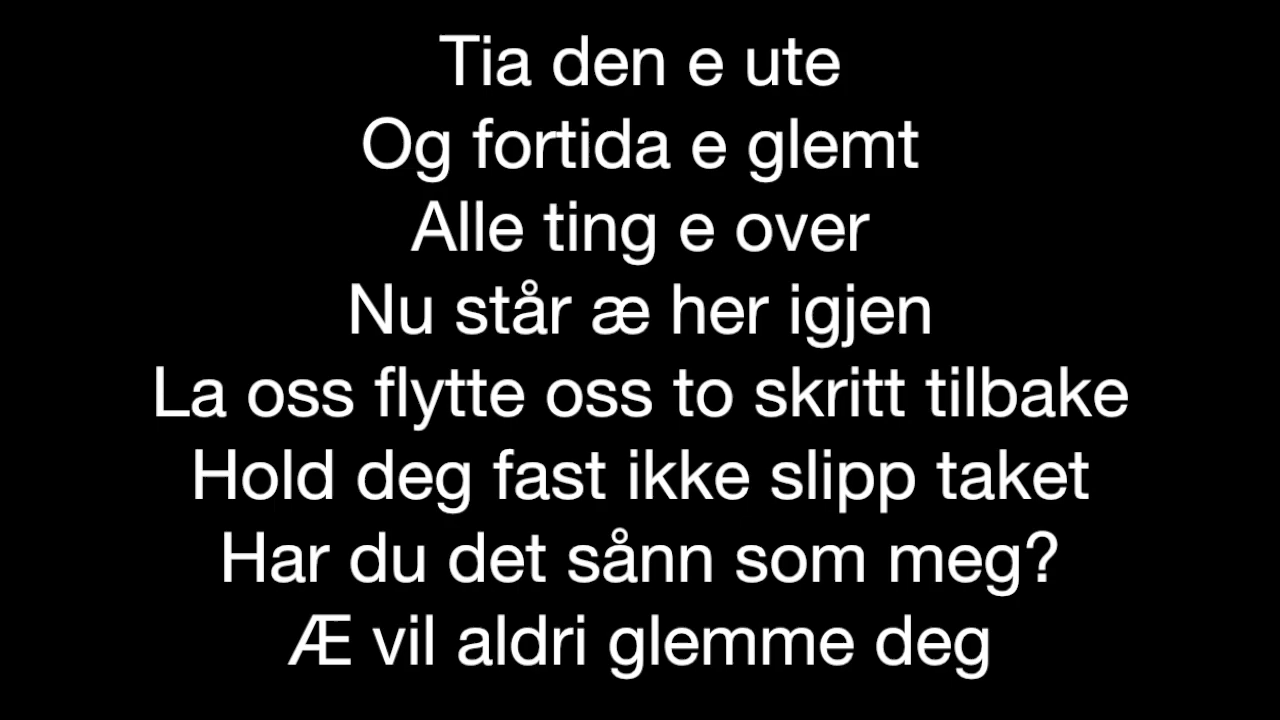 Tia den e ute
Og fortida e glemt
Alle ting e over
Nu står æ her igjen
La oss flytte oss to skritt tilbake
Hold deg fast ikke slipp taket
Har du det sånn som meg?
Æ vil aldri glemme deg